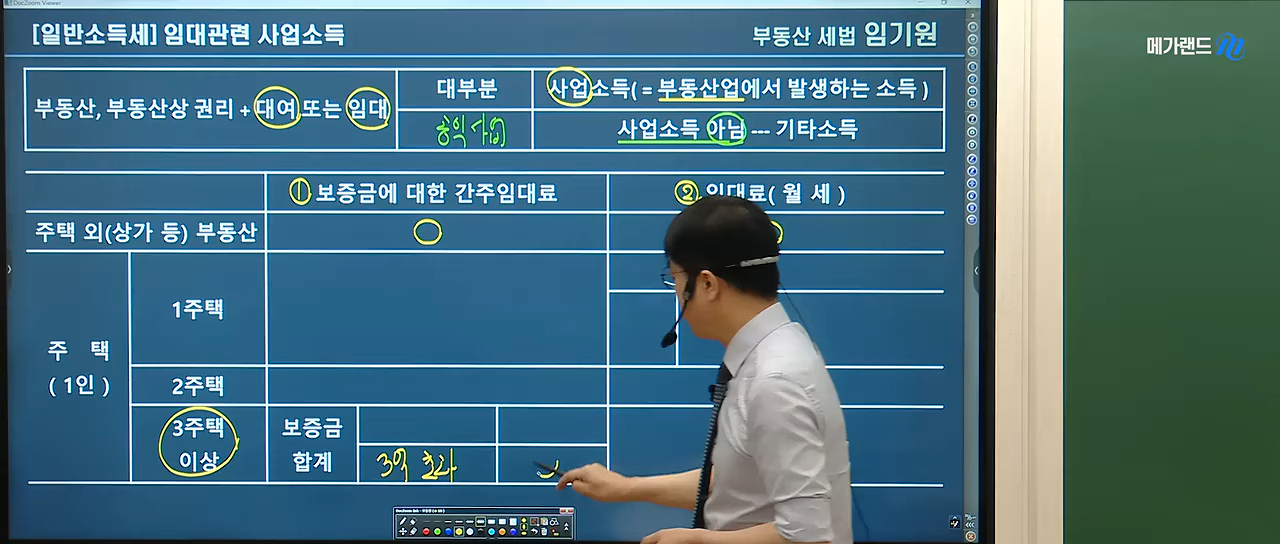 DocZoom Viewer
[일반소득세] 임대관련 사업소득
부동산 세법 임기원
메가랜드
부동산, 부동산상 권리 + 대여 또는 임대
대부분
사업소득( = 부동산업에서 발생하는 소득 )
공익사업
사업소득 아님 --- 기타소득
① 보증금에 대한 간주임대료
② 임대료( 월 세 )
주택 외(상가 등) 부동산
주 택
( 1인 )
1주택
2주택
3주택
이상
보증금
합계
3억 초과